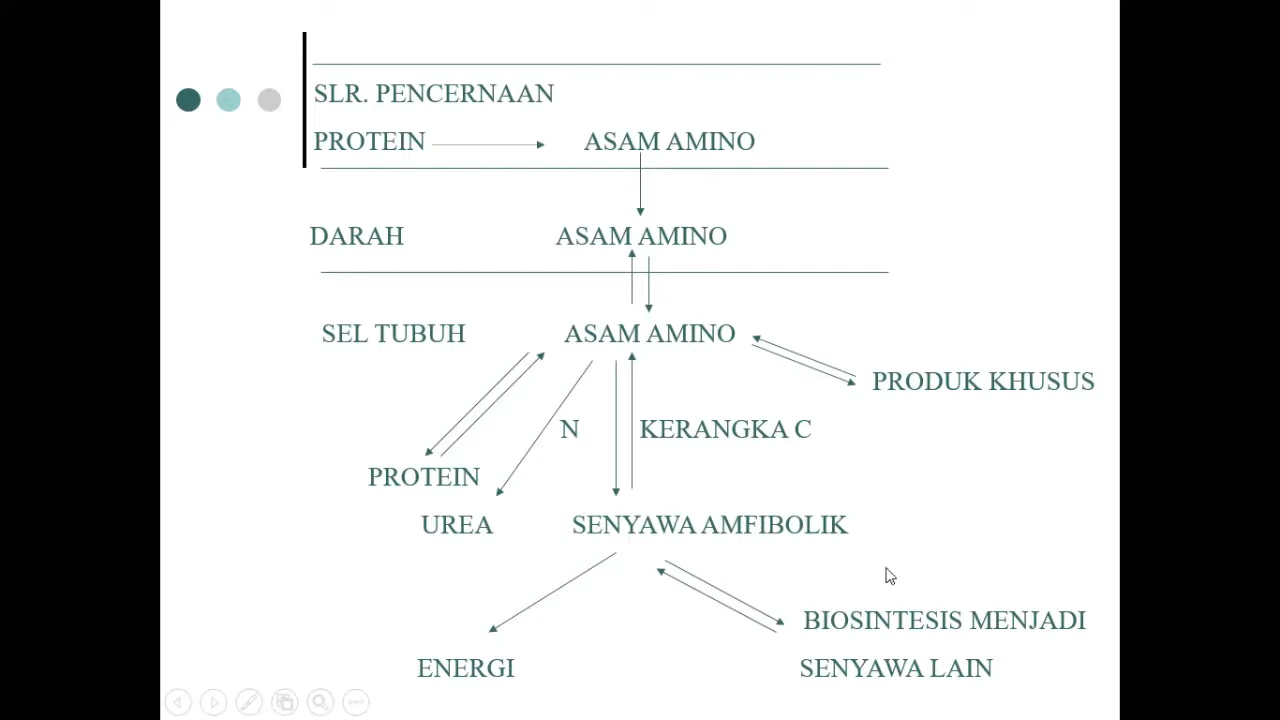 SLR. PENCERNAAN
PROTEIN ASAM AMINO
DARAH ASAM AMINO
SEL TUBUH ASAM AMINO
PRODUK KHUSUS
N KERANGKA C
PROTEIN
UREA SENYAWA AMFIBOLIK
BIOSINTESIS MENJADI
ENERGI SENYAWA LAIN